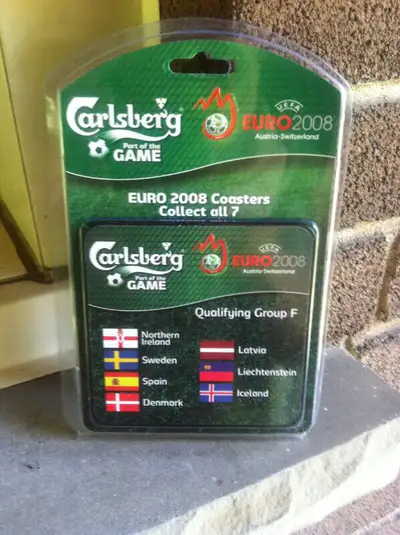 Carlsberg
Part of the
GAME
UEFA
EURO2008
Austria-Switzerland
EURO 2008 Coasters
Collect all 7
Carlsberg
Part of the
GAME
UEFA
EURO2008
Austria-Switzerland
Qualifying Group F
Northern
Ireland
Sweden
Spain
Denmark
Latvia
Liechtenstein
Iceland